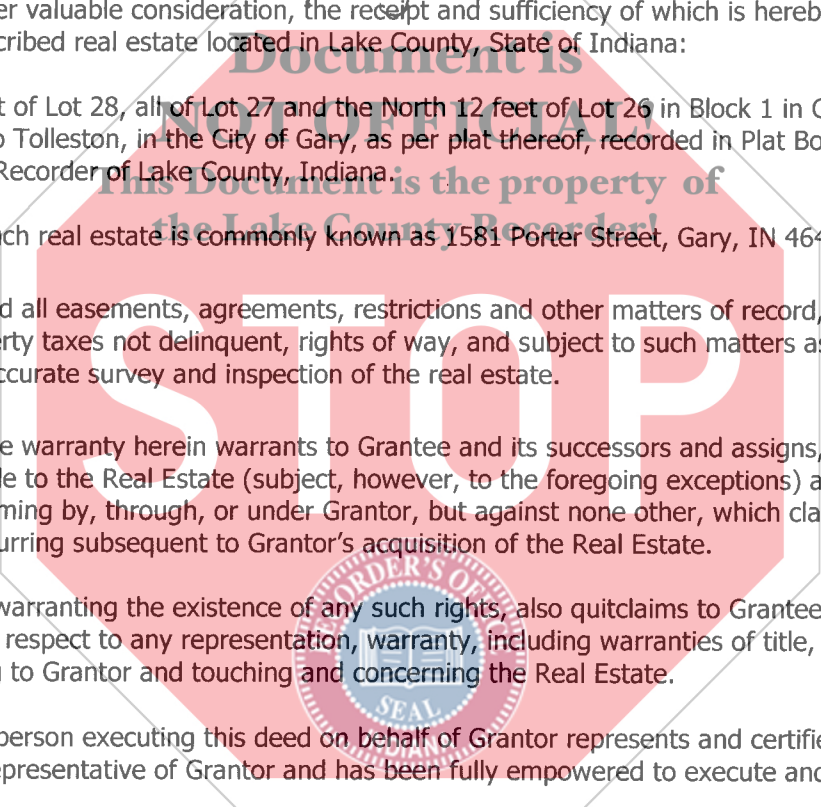 er valuable consideration, the receipt and sufficiency of which is hereb
cribed real estate located in Lake County, State of Indiana:
Document is
t of Lot 28, all of Lot 27 and the North 12 feet of Lot 26 in Block 1 in
NOT OFFICIAL!
Tolleston, in the City of Gary, as per plat thereof, recorded in Plat Bo
Recorder of Lake County, Indiana.
This Document is the property of
the Lake County Recorder!
ch real estate is commonly known as 1581 Porter Street, Gary, IN 464
d all easements, agreements, restrictions and other matters of record,
erty taxes not delinquent, rights of way, and subject to such matters as
ccurate survey and inspection of the real estate.
STOP
e warranty herein warrants to Grantee and its successors and assigns,
le to the Real Estate (subject, however, to the foregoing exceptions) a
ming by, through, or under Grantor, but against none other, which cla
urring subsequent to Grantor's acquisition of the Real Estate.
RECORDER'S OF
warranting the existence of any such rights, also quitclaims to Grantee
respect to any representation, warranty, including warranties of title,
to Grantor and touching and concerning the Real Estate.
SEAL
INDIANA
person executing this deed on behalf of Grantor represents and certifie
epresentative of Grantor and has been fully empowered to execute and